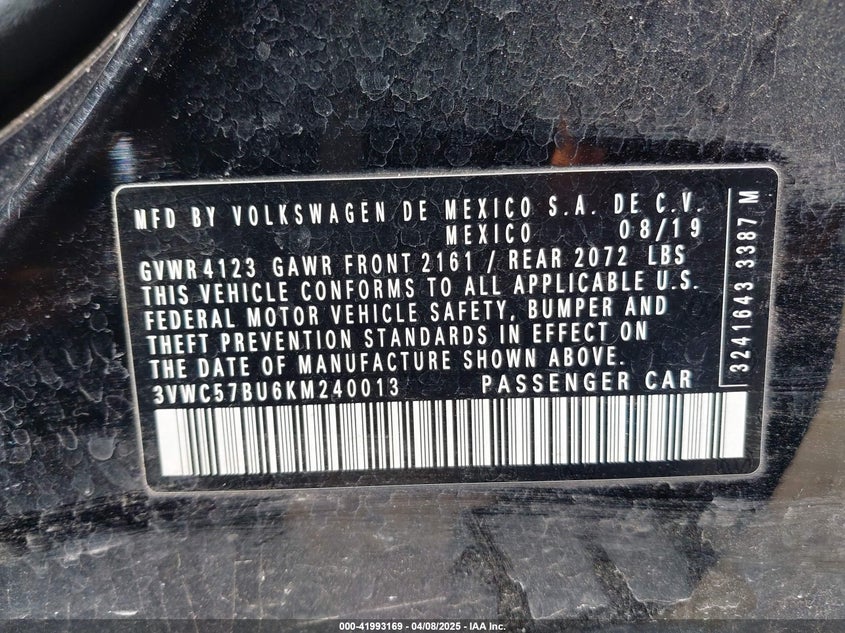 MFD BY VOLKSWAGEN DE MEXICO S.A. DE C.V.
MEXICO 08/19
GVWR 4123 GAWR FRONT 2161 / REAR 2072 LBS
THIS VEHICLE CONFORMS TO ALL APPLICABLE U.S.
FEDERAL MOTOR VEHICLE SAFETY, BUMPER AND
THEFT PREVENTION STANDARDS IN EFFECT ON
THE DATE OF MANUFACTURE SHOWN ABOVE.
3VWC57BU6KM240013 PASSENGER CAR
3241643 3387 M
000-41993169 - 04/08/2025 - IAA Inc.